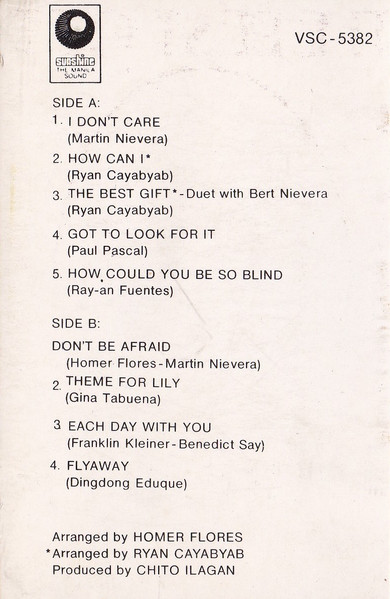 sunshine
THE MANILA
SOUND
VSC-5382
SIDE A:
1. I DON'T CARE
(Martin Nievera)
2. HOW CAN I*
(Ryan Cayabyab)
3. THE BEST GIFT*-Duet with Bert Nievera
(Ryan Cayabyab)
4. GOT TO LOOK FOR IT
(Paul Pascal)
5. HOW COULD YOU BE SO BLIND
(Ray-an Fuentes)
SIDE B:
DON'T BE AFRAID
(Homer Flores-Martin Nievera)
2. THEME FOR LILY
(Gina Tabuena)
3 EACH DAY WITH YOU
(Franklin Kleiner-Benedict Say)
4. FLYAWAY
(Dingdong Eduque)
Arranged by HOMER FLORES
*Arranged by RYAN CAYABYAB
Produced by CHITO ILAGAN